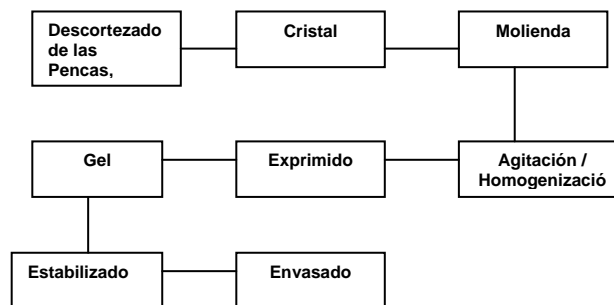 Descortezado
de las
Pencas,
Cristal
Molienda
Gel
Exprimido
Agitación /
Homogenizació
Estabilizado
Envasado